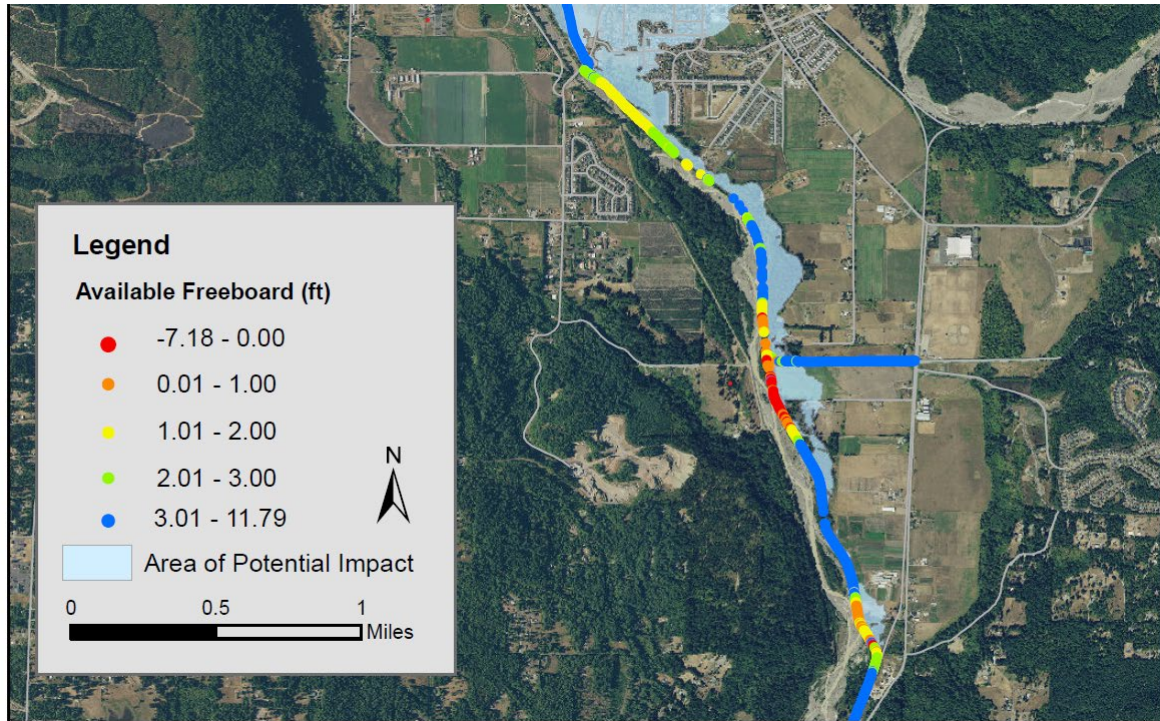 Legend
Available Freeboard (ft)
-7.18 - 0.00
0.01 - 1.00
1.01 - 2.00
2.01 - 3.00
3.01 - 11.79
N
Area of Potential Impact
0 0.5 1
Miles